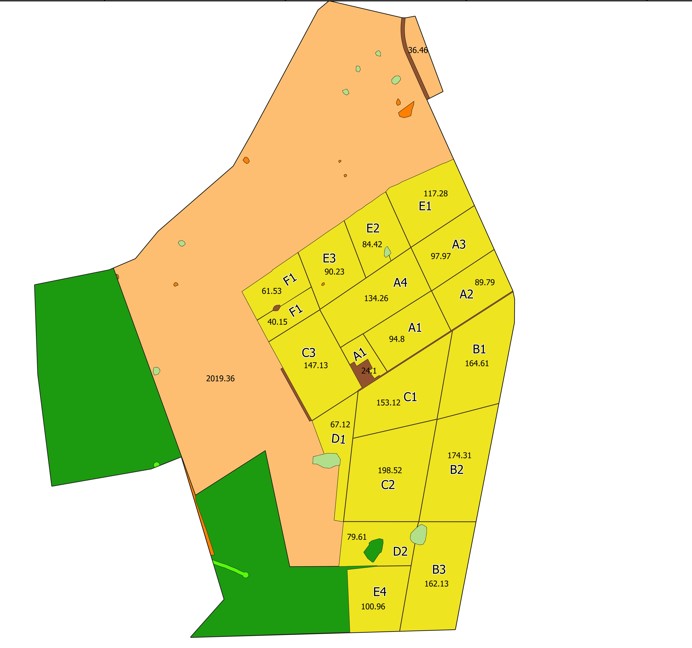 36.46
117.28
E1
E2
84.42
A3
97.97
E3
90.23
F1
61.53
A4
134.26
89.79
A2
F1
40.15
A1
94.8
C3
147.13
A1
24.1
B1
164.61
2019.36
153.12 C1
67.12
D1
198.52
C2
174.31
B2
79.61
D2
B3
162.13
E4
100.96